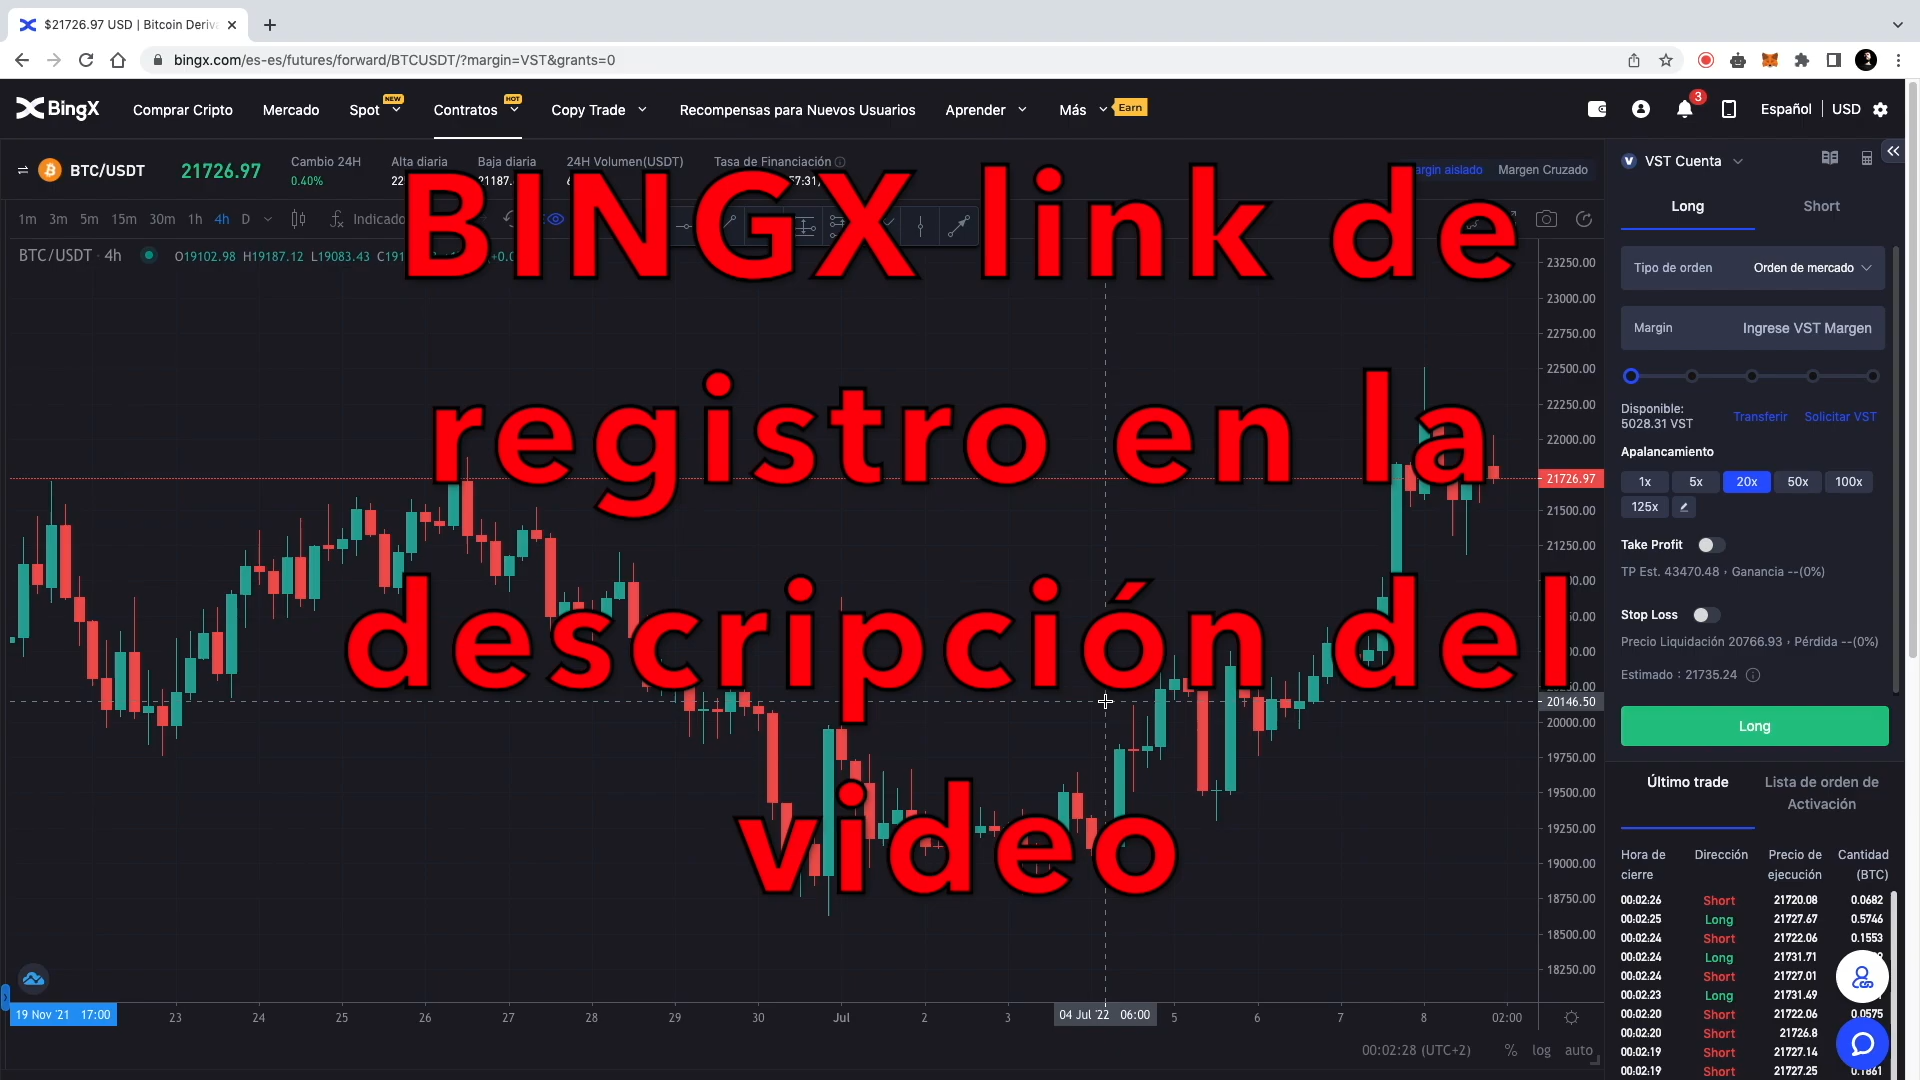 $21726.97 USD | Bitcoin Deriva
bingx.com/es-es/futures/forward/BTCUSDT/?margin=VST&grants=0
BingX
Comprar Cripto
Mercado
Spot
NEW
Contratos
HOT
Copy Trade
Recompensas para Nuevos Usuarios
Aprender
Más
Earn
3
Español
USD
BTC/USDT
21726.97
Cambio 24H
0.40%
Alta diaria
Baja diaria
24H Volumen(USDT)
Tasa de Financiación
Margen Cruzado
VST Cuenta
1m 3m 5m 15m 30m 1h 4h D
BTC/USDT · 4h
O19102.98 H19187.12 L19083.43
BINGX link de
registro en la
descripción del
video
23250.00
23000.00
22750.00
22500.00
22250.00
22000.00
21726.97
21500.00
21250.00
20146.50
20000.00
19750.00
19500.00
19250.00
19000.00
18750.00
18500.00
18250.00
19 Nov '21 17:00
23 24 25 26 27 28 29 30 Jul 2 3
04 Jul '22 06:00
5 6 7 8 02:00
00:02:28 (UTC+2)
% log auto
Long
Short
Tipo de orden
Orden de mercado
Margin
Ingrese VST Margen
Disponible:
5028.31 VST
Transferir
Solicitar VST
Apalancamiento
1x 5x 20x 50x 100x
125x
Take Profit
TP Est. 43470.48 , Ganancia --(0%)
Stop Loss
Precio Liquidación 20766.93 , Pérdida --(0%)
Estimado : 21735.24
Long
Último trade
Lista de orden de
Activación
Hora de cierre
Dirección
Precio de ejecución
Cantidad (BTC)
00:02:26 Short 21720.08 0.0682
00:02:25 Long 21727.67 0.5746
00:02:24 Short 21722.06 0.1553
00:02:24 Long 21731.71
00:02:24 Short 21727.01
00:02:23 Long 21731.49
00:02:20 Short 21722.06 0.0575
00:02:20 Short 21726.8
00:02:19 Short 21727.14
00:02:19 Short 21727.25 0.1861